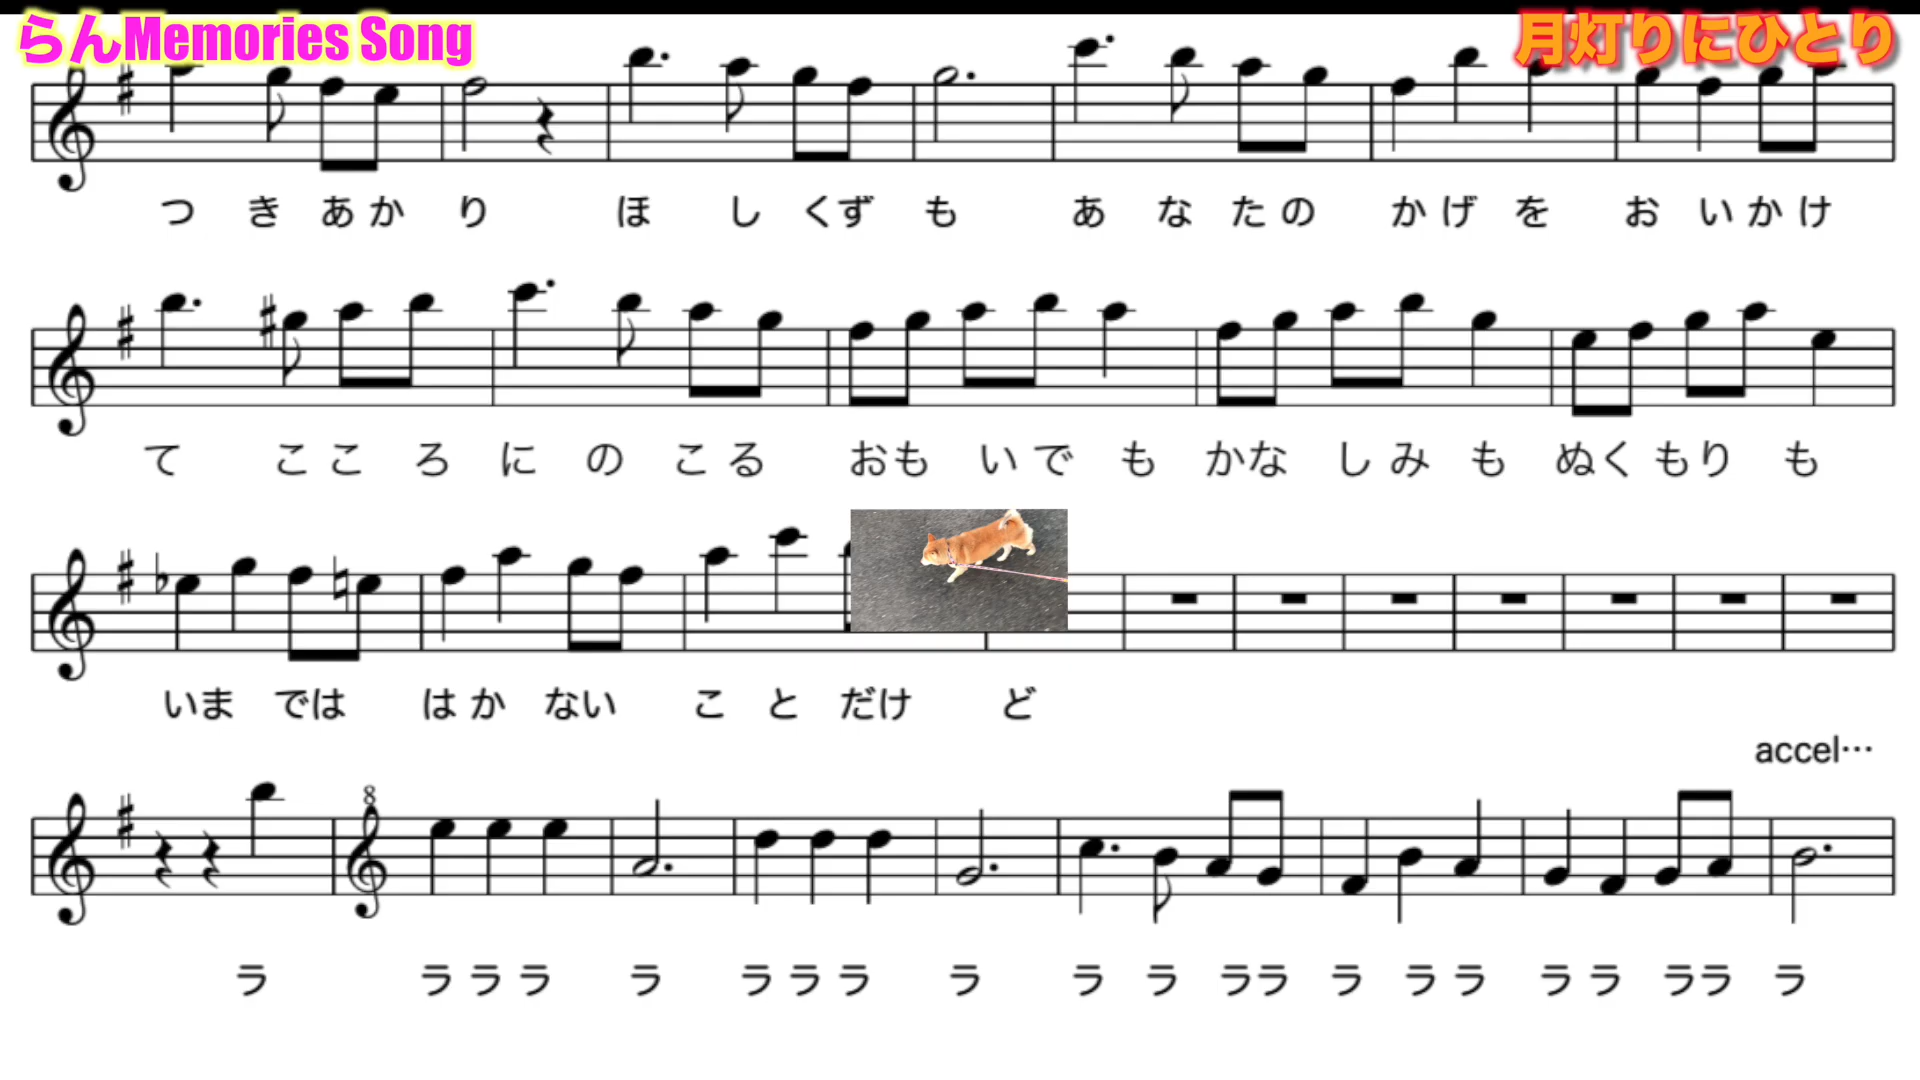 らんMemories Song
月灯りにひとり
つ き あ か り ほ し く ず も あ な た の か げ を お い か け
て こ こ ろ に の こ る お も い で も か な し み も ぬ く も り も
い ま で は は か な い こ と だ け ど
accel…
8
ラ ラ ラ ラ ラ ラ ラ ラ ラ ラ ラ ラ ラ ラ ラ ラ ラ ラ ラ ラ ラ